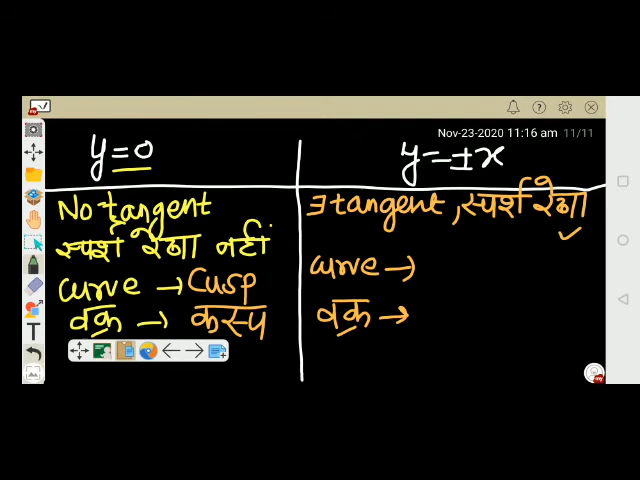 Nov-23-2020 11:16 am 11/11
y = 0
y = ± x
No tangent
स्पर्श रेखा नहीं
curve → Cusp
वक्र → कस्प
∃ tangent, स्पर्श रेखा ✓
curve →
वक्र →
T